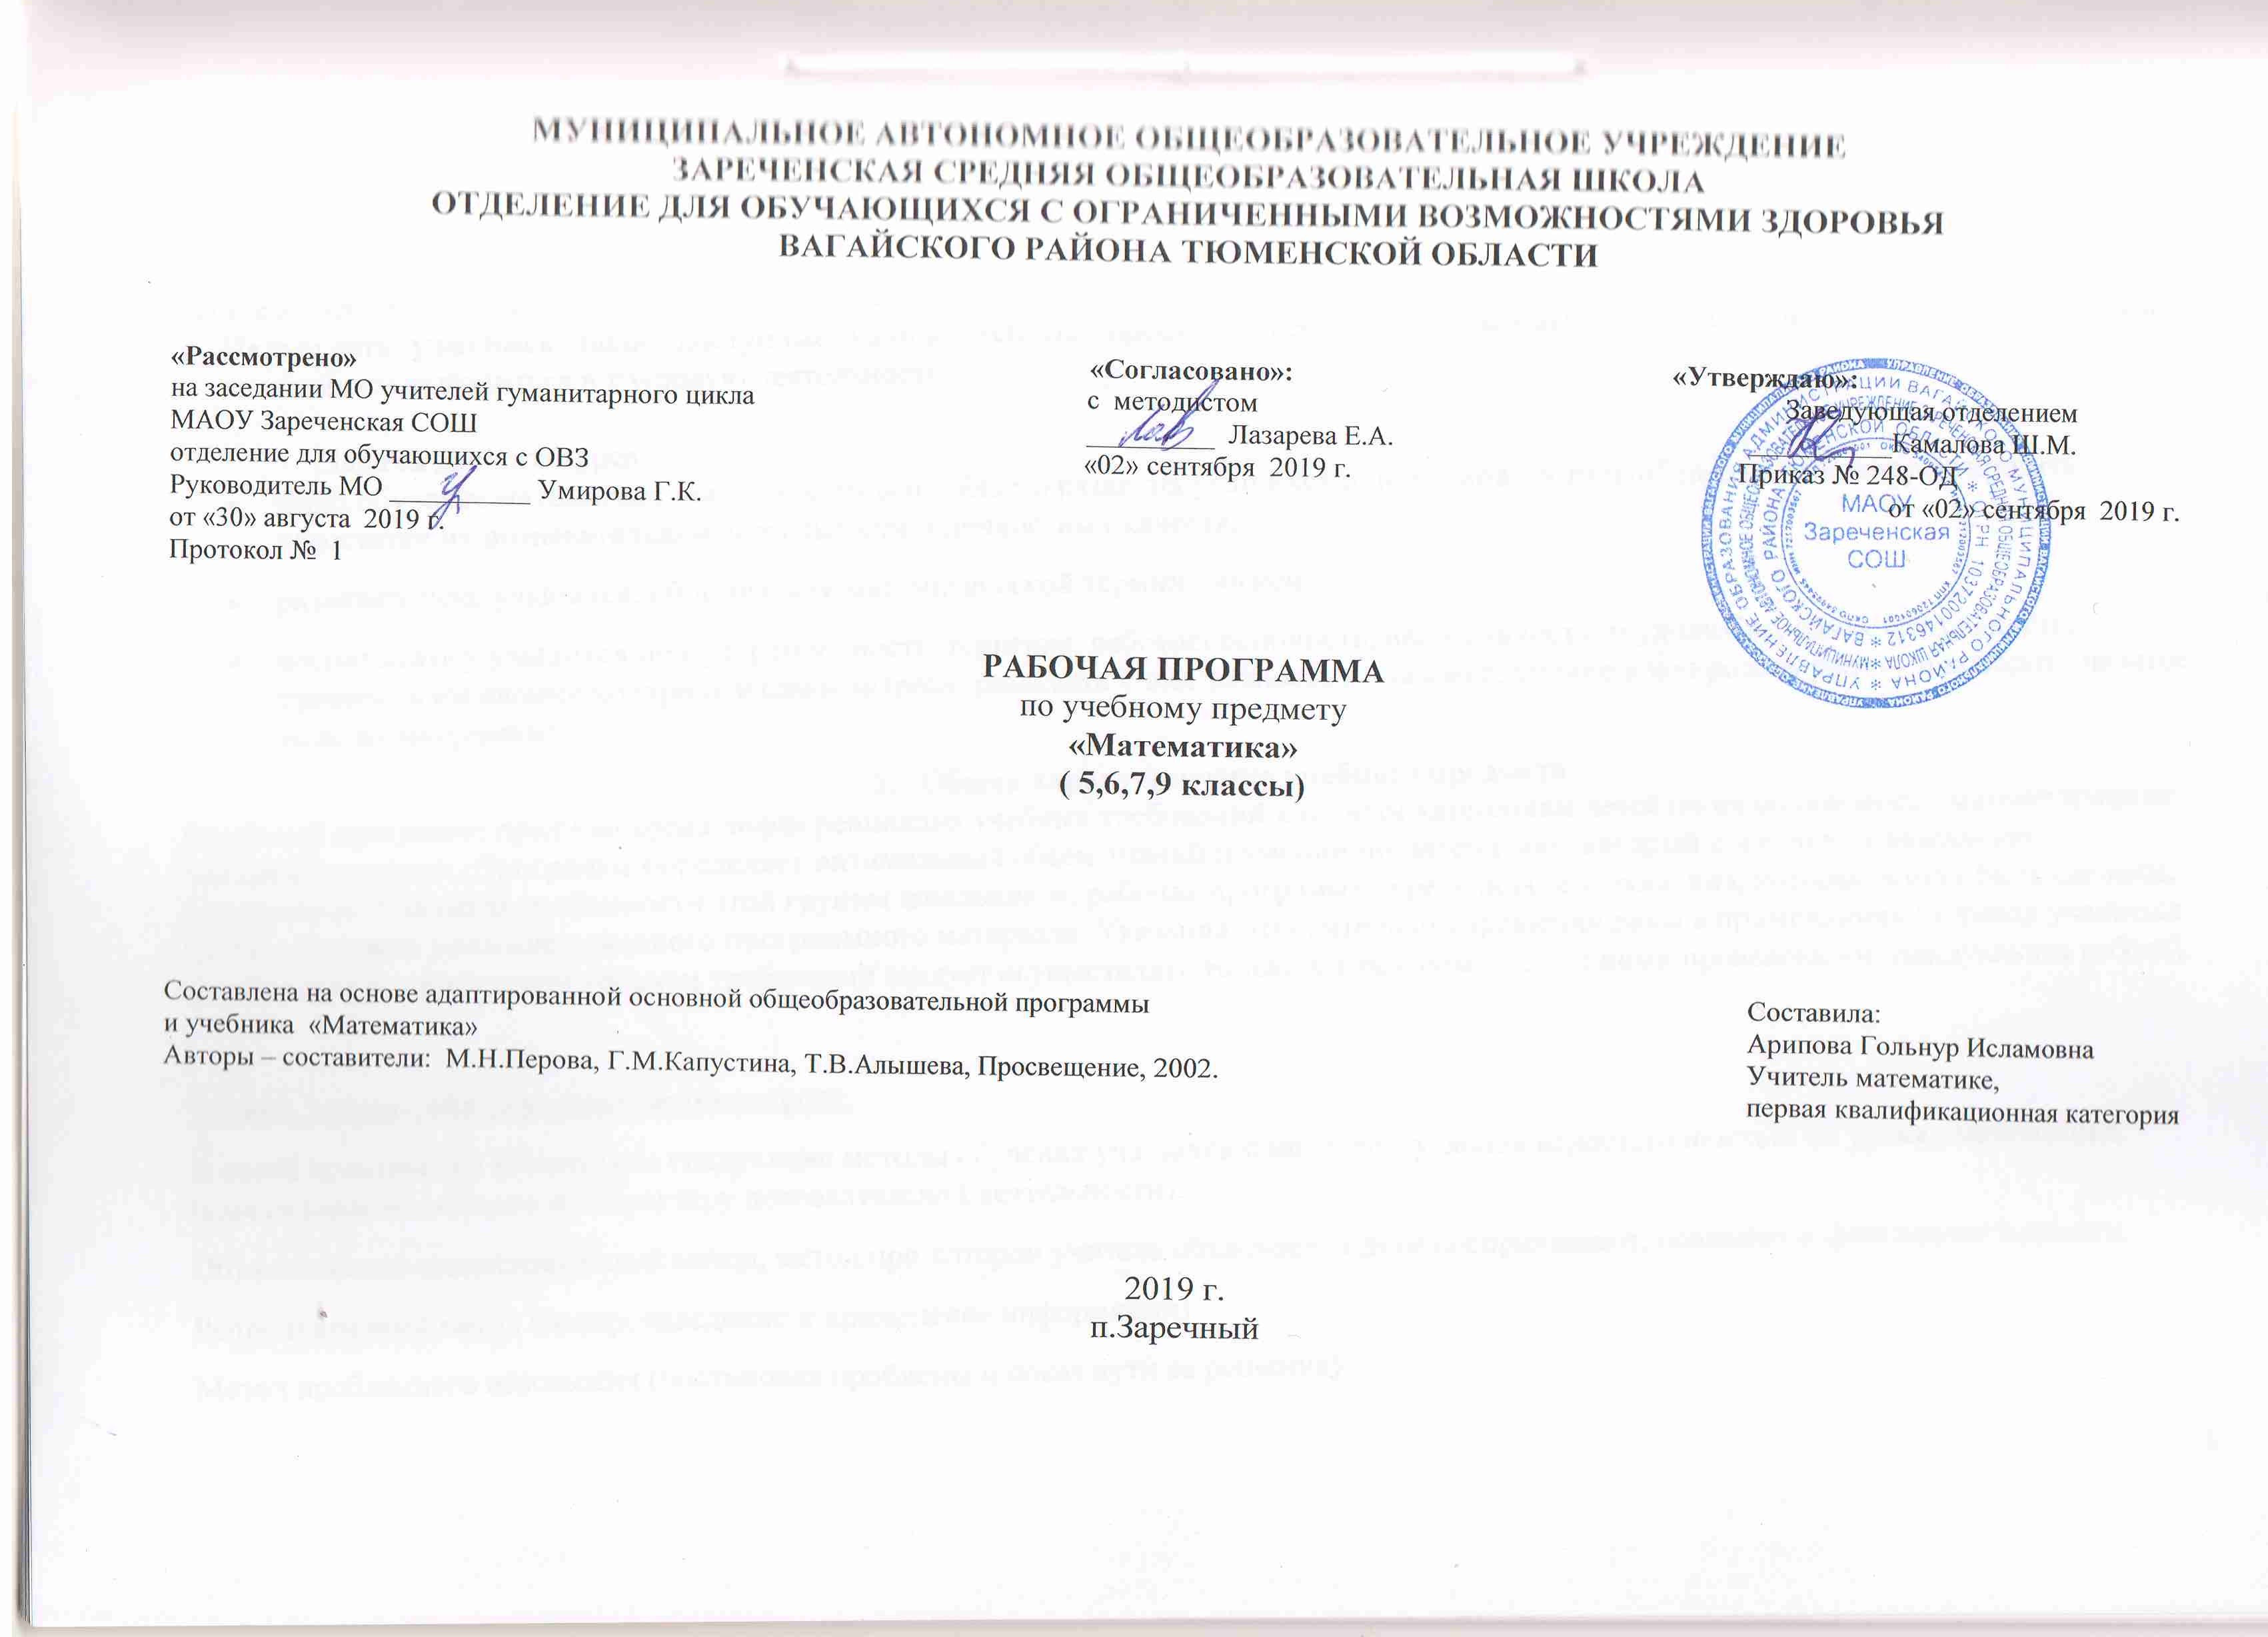 МУНИЦИПАЛЬНОЕ АВТОНОМНОЕ ОБЩЕОБРАЗОВАТЕЛЬНОЕ УЧРЕЖДЕНИЕ
ЗАРЕЧЕНСКАЯ СРЕДНЯЯ ОБЩЕОБРАЗОВАТЕЛЬНАЯ ШКОЛА
ОТДЕЛЕНИЕ ДЛЯ ОБУЧАЮЩИХСЯ С ОГРАНИЧЕННЫМИ ВОЗМОЖНОСТЯМИ ЗДОРОВЬЯ
ВАГАЙСКОГО РАЙОНА ТЮМЕНСКОЙ ОБЛАСТИ
«Рассмотрено»
на заседании МО учителей гуманитарного цикла
МАОУ Зареченская СОШ
отделение для обучающихся с ОВЗ
Руководитель МО __________ Умирова Г.К.
от «30» августа 2019 г.
Протокол № 1
«Согласовано»:
с методистом
_________ Лазарева Е.А.
«02» сентября 2019 г.
«Утверждаю»:
Заведующая отделением
__________ Камалова Ш.М.
Приказ № 248-ОД
от «02» сентября 2019 г.
МАОУ
Зареченская
СОШ
РАБОЧАЯ ПРОГРАММА
по учебному предмету
«Математика»
( 5,6,7,9 классы)
Составлена на основе адаптированной основной общеобразовательной программы
и учебника «Математика»
Авторы – составители: М.Н.Перова, Г.М.Капустина, Т.В.Алышева, Просвещение, 2002.
Составила:
Арипова Гольнур Исламовна
Учитель математике,
первая квалификационная категория
2019 г.
п.Заречный